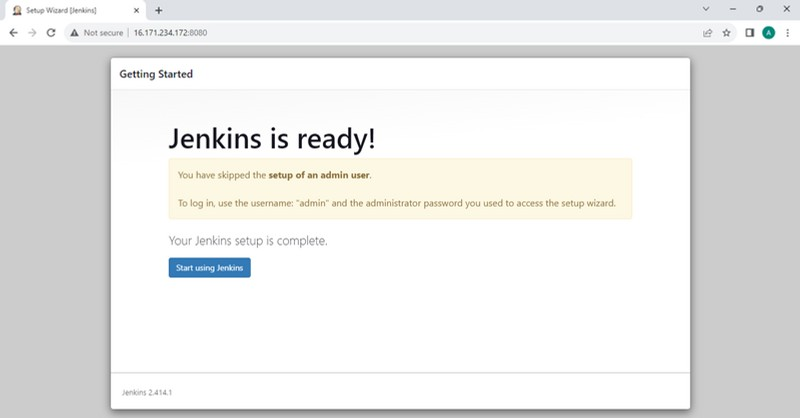 Setup Wizard [Jenkins]
Not secure | 16.171.234.172:8080
A
Getting Started
Jenkins is ready!
You have skipped the setup of an admin user.
To log in, use the username: "admin" and the administrator password you used to access the setup wizard.
Your Jenkins setup is complete.
Start using Jenkins
Jenkins 2.414.1